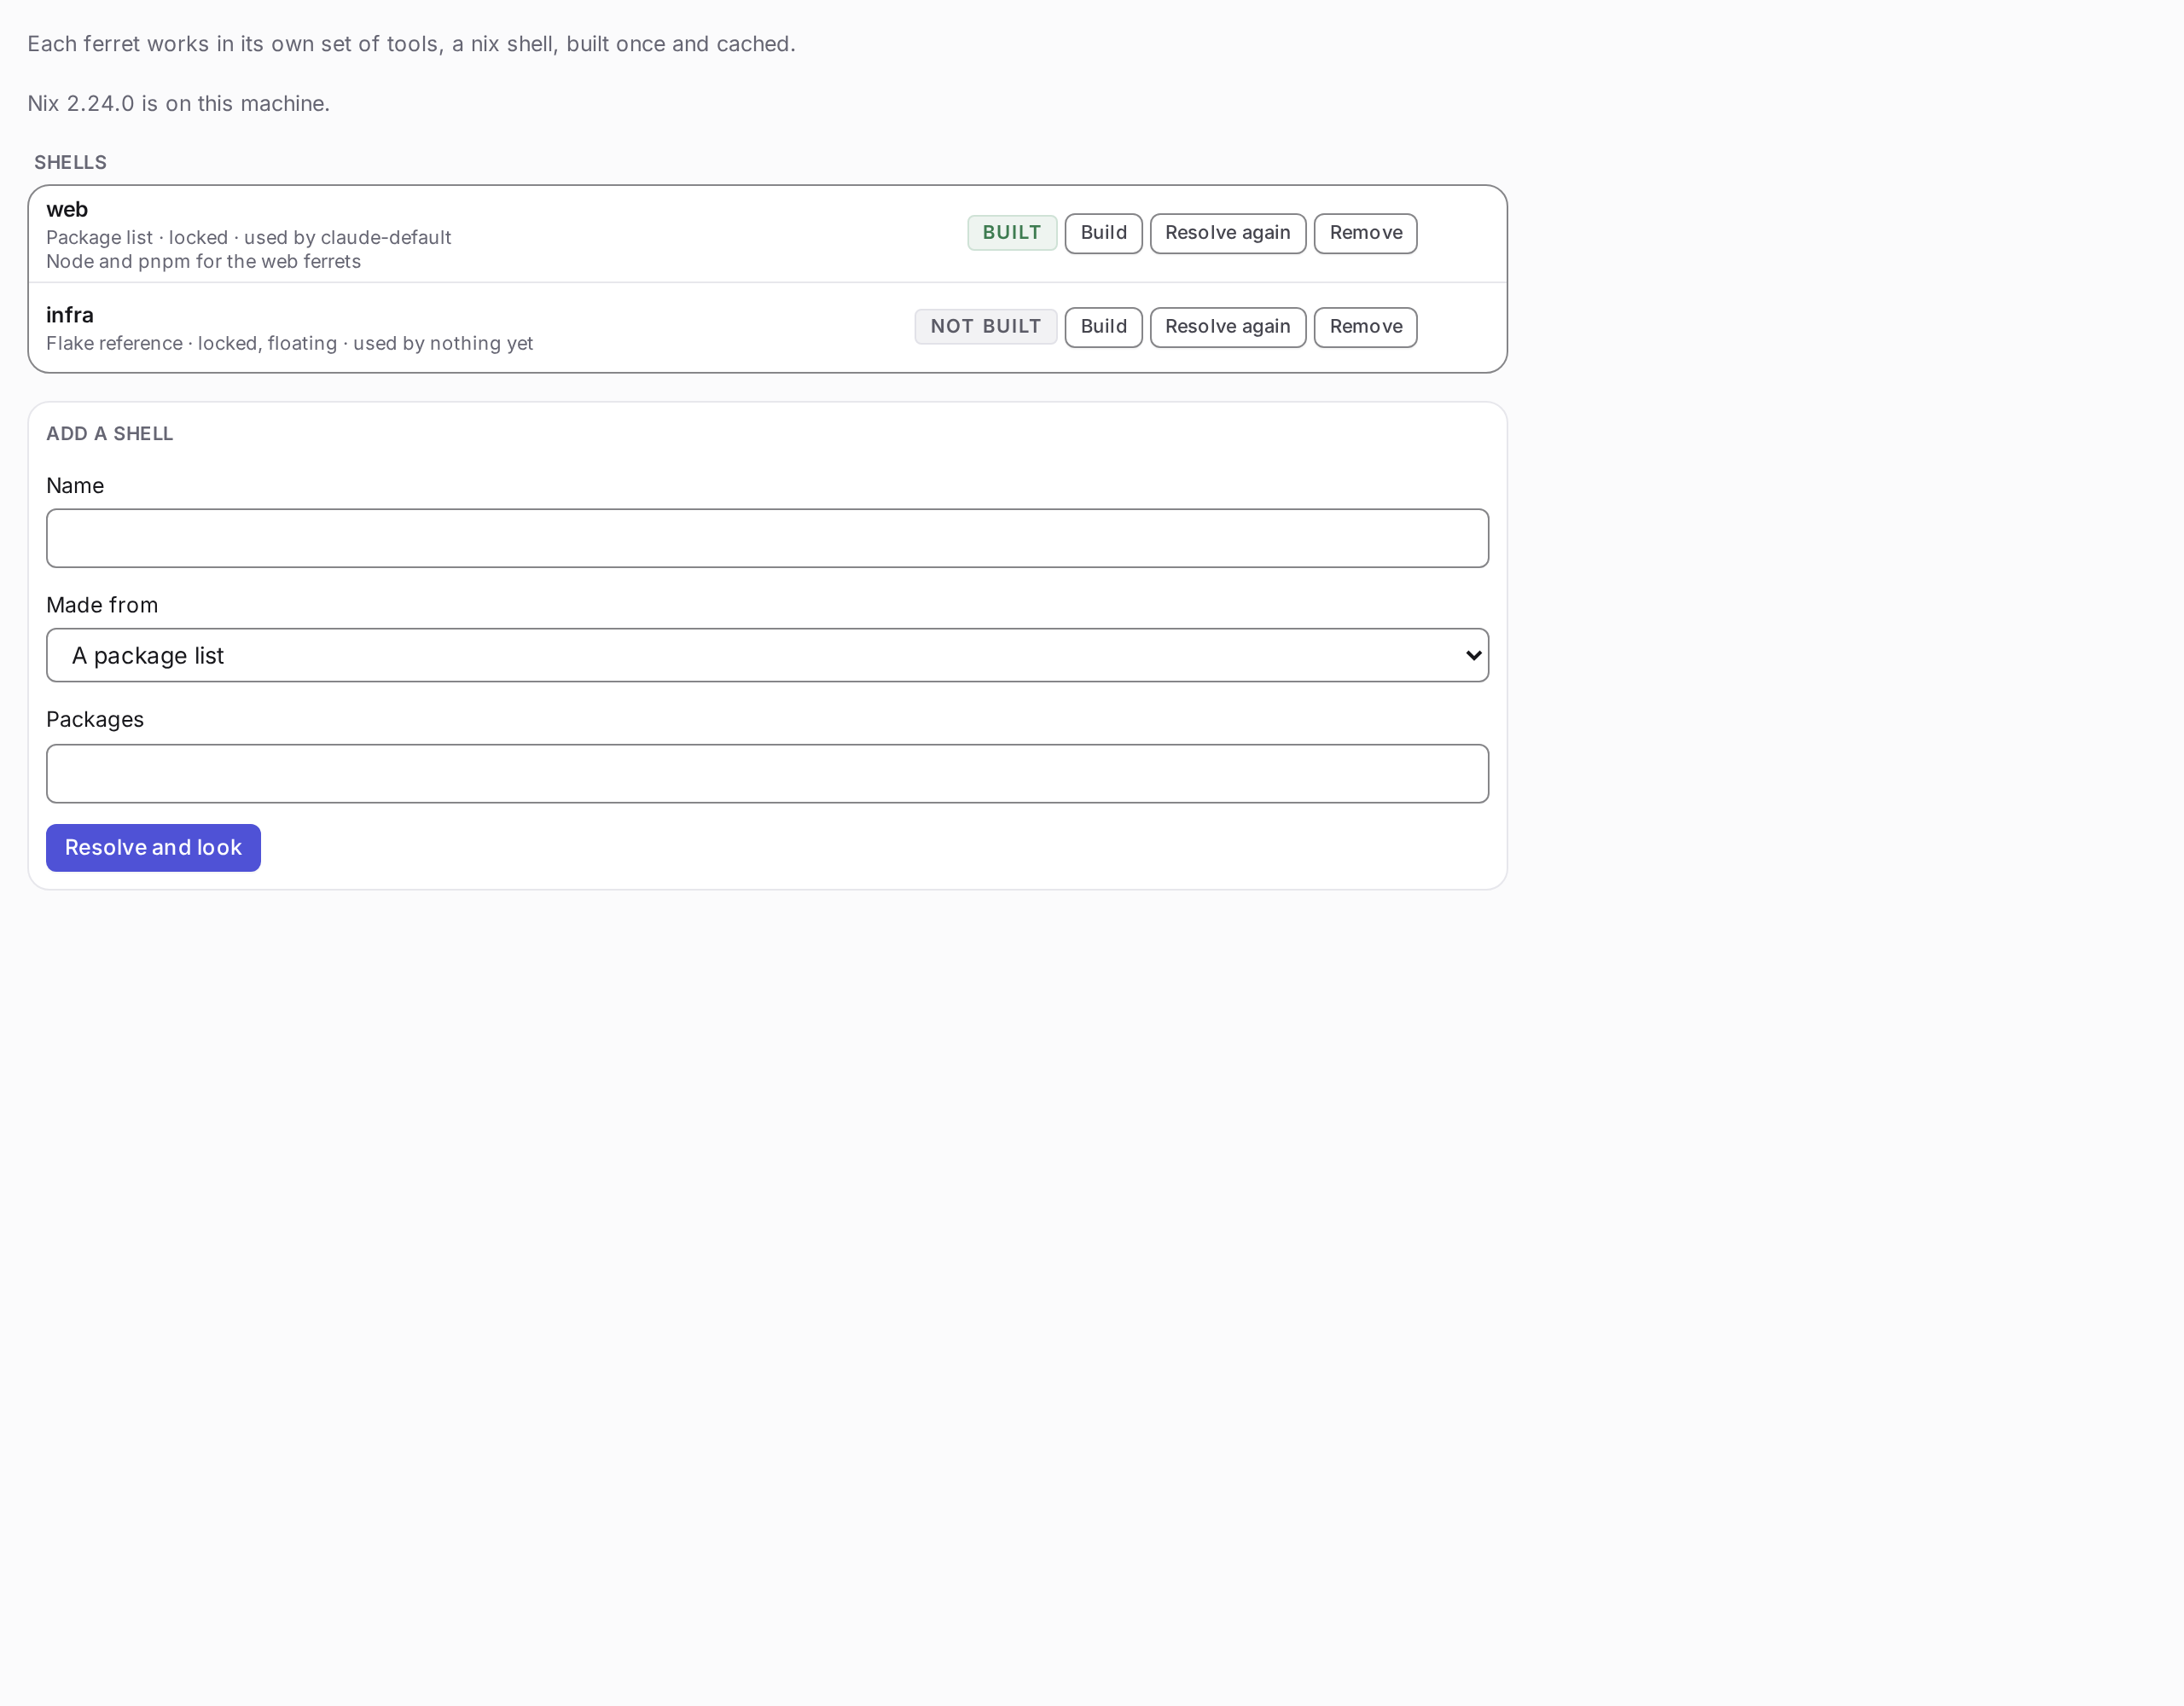 Each ferret works in its own set of tools, a nix shell, built once and cached.
Nix 2.24.0 is on this machine.
SHELLS
web
Package list · locked · used by claude-default
Node and pnpm for the web ferrets
BUILT
Build
Resolve again
Remove
infra
Flake reference · locked, floating · used by nothing yet
NOT BUILT
Build
Resolve again
Remove
ADD A SHELL
Name
Made from
A package list
Packages
Resolve and look